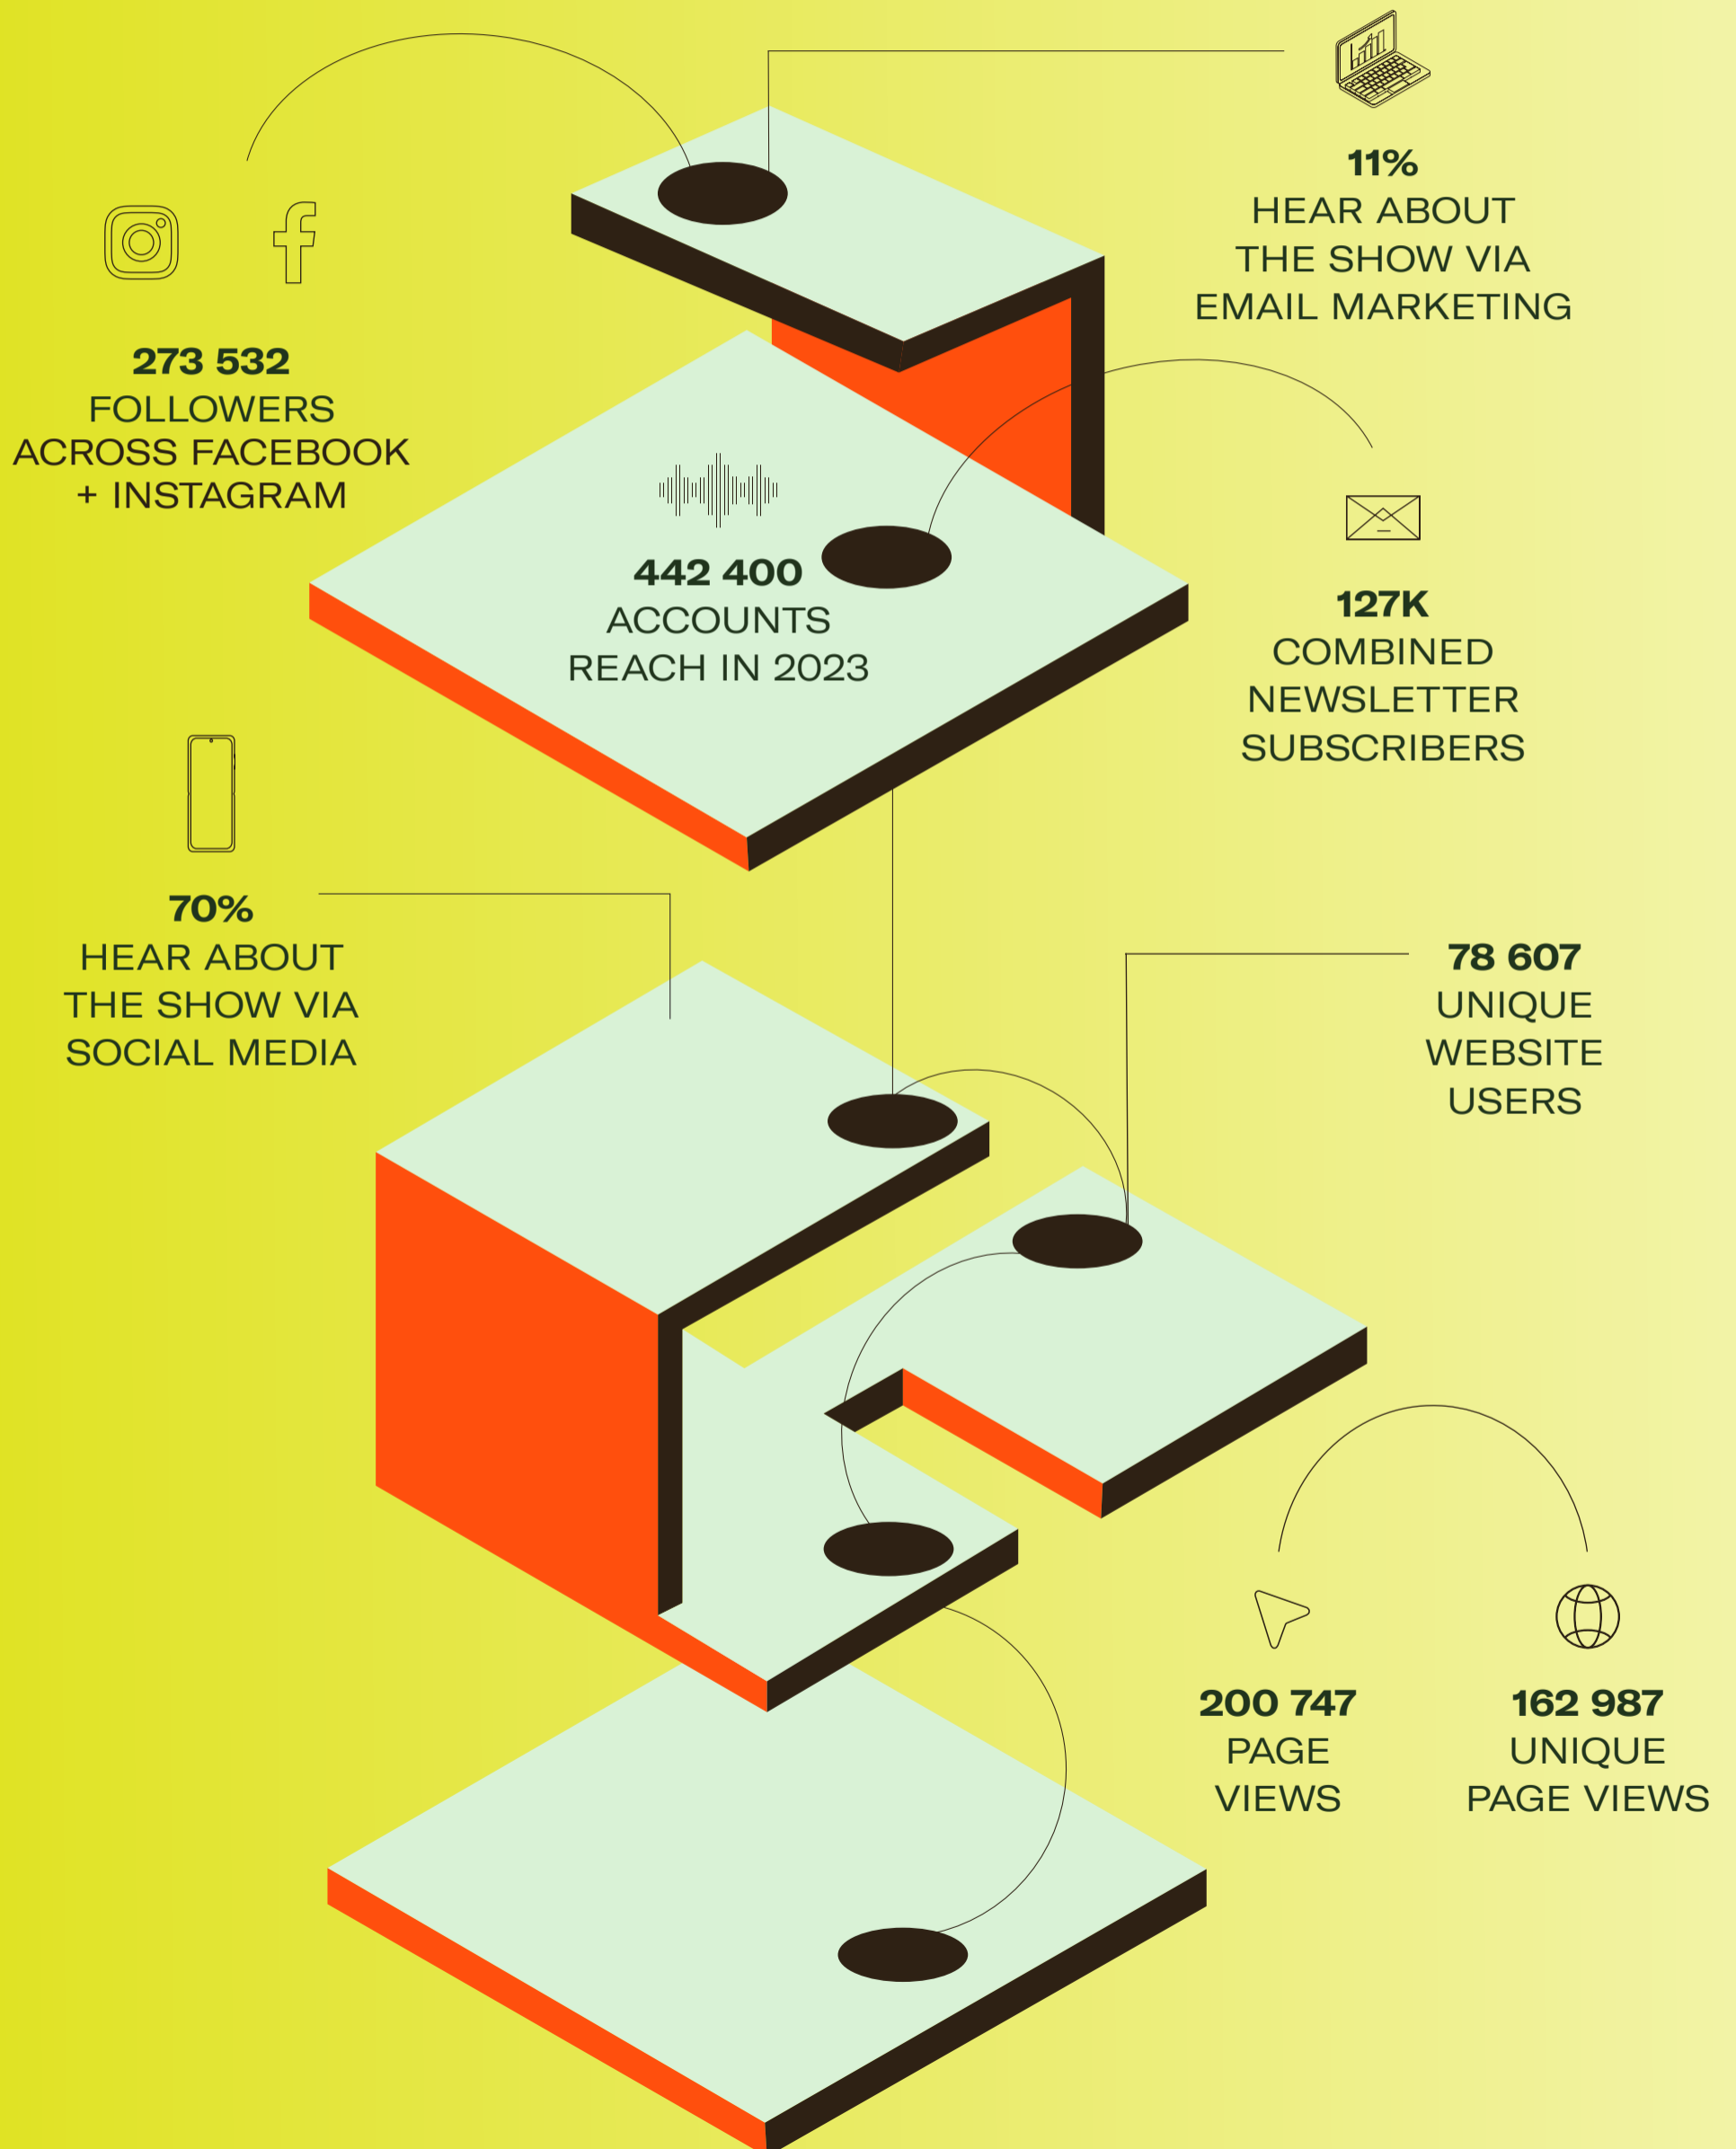 11%
HEAR ABOUT
THE SHOW VIA
EMAIL MARKETING
273 532
FOLLOWERS
ACROSS FACEBOOK
+ INSTAGRAM
442 400
ACCOUNTS
REACH IN 2023
127K
COMBINED
NEWSLETTER
SUBSCRIBERS
70%
HEAR ABOUT
THE SHOW VIA
SOCIAL MEDIA
78 607
UNIQUE
WEBSITE
USERS
200 747
PAGE
VIEWS
162 987
UNIQUE
PAGE VIEWS